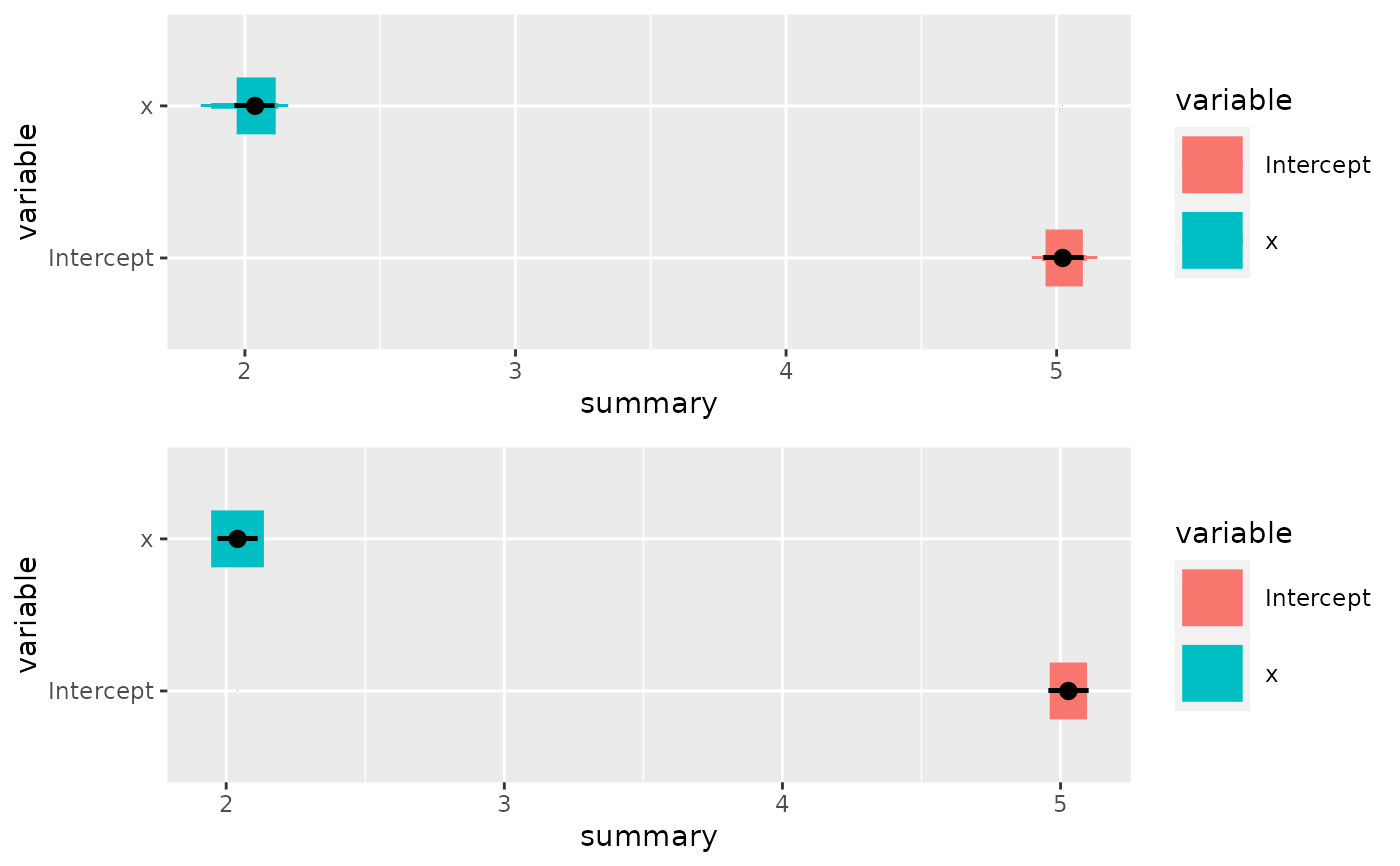 variable
x
Intercept
2 3 4 5
summary
variable
Intercept
x
variable
x
Intercept
2 3 4 5
summary
variable
Intercept
x